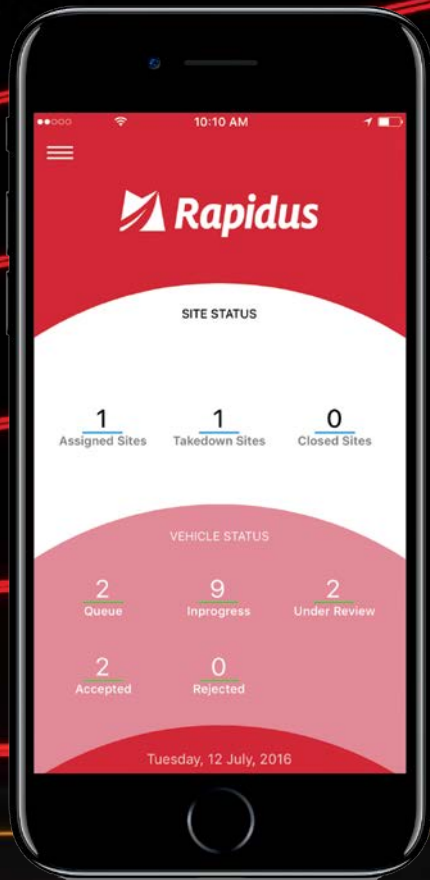 10:10 AM
Rapidus
SITE STATUS
1 1 0
Assigned Sites Takedown Sites Closed Sites
VEHICLE STATUS
2 9 2
Queue Inprogress Under Review
2 0
Accepted Rejected
Tuesday, 12 July, 2016